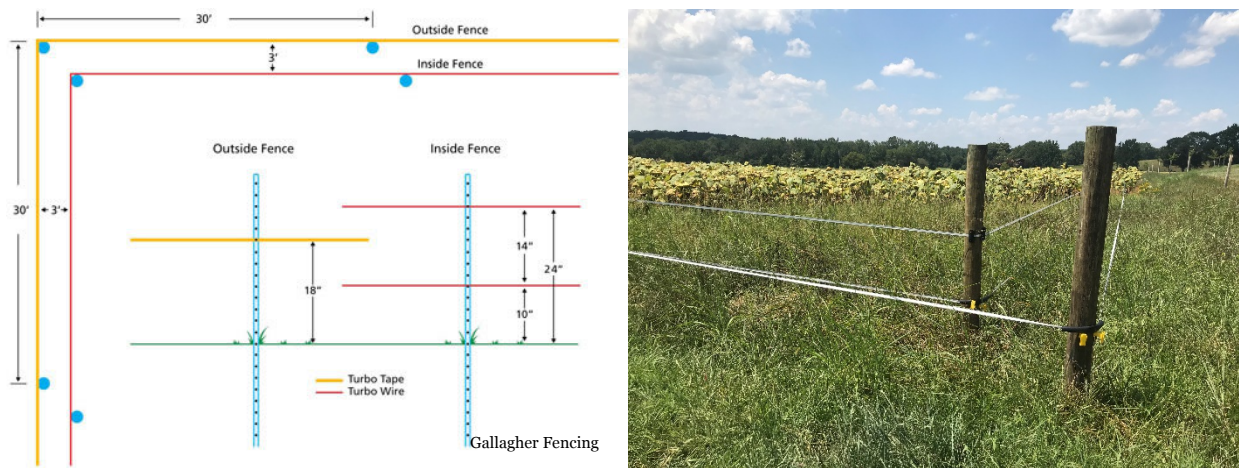 30'
Outside Fence
3'
Inside Fence
Outside Fence
Inside Fence
30'
3'
14"
24"
18"
10"
Turbo Tape
Turbo Wire
Gallagher Fencing